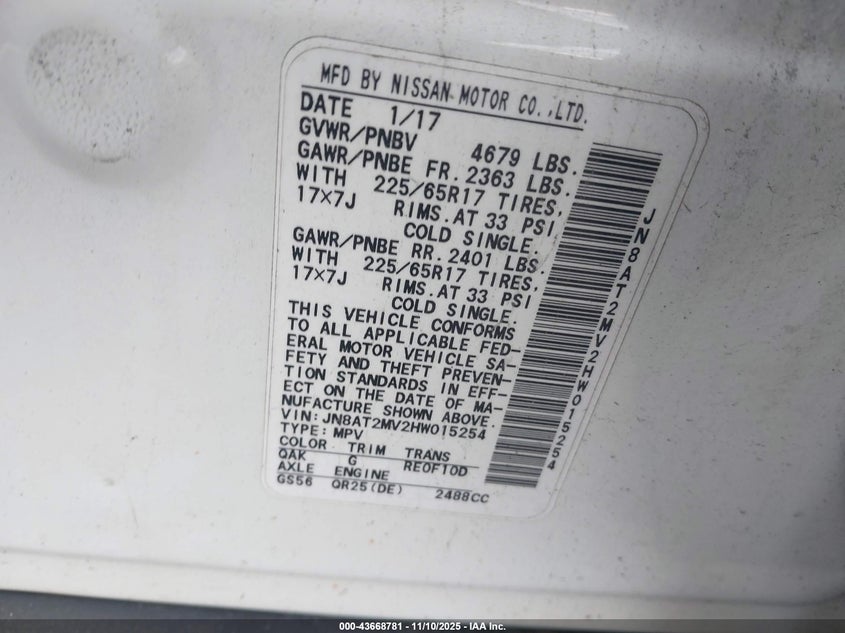 MFD BY NISSAN MOTOR CO.,LTD.
DATE 1/17
GVWR/PNBV 4679 LBS.
GAWR/PNBE FR. 2363 LBS.
WITH 225/65R17 TIRES,
17×7J RIMS.AT 33 PSI
COLD SINGLE.
GAWR/PNBE RR. 2401 LBS.
WITH 225/65R17 TIRES,
17×7J RIMS.AT 33 PSI
COLD SINGLE.
THIS VEHICLE CONFORMS
TO ALL APPLICABLE FED-
ERAL MOTOR VEHICLE SA-
FETY AND THEFT PREVEN-
TION STANDARDS IN EFF-
ECT ON THE DATE OF MA-
NUFACTURE SHOWN ABOVE.
VIN: JN8AT2MV2HW015254
TYPE: MPV
COLOR TRIM TRANS
QAK G RE0F10D
AXLE ENGINE
GS56 QR25(DE) 2488CC
JN8AT2MV2HW015254
000-43668781 - 11/10/2025 - IAA Inc.